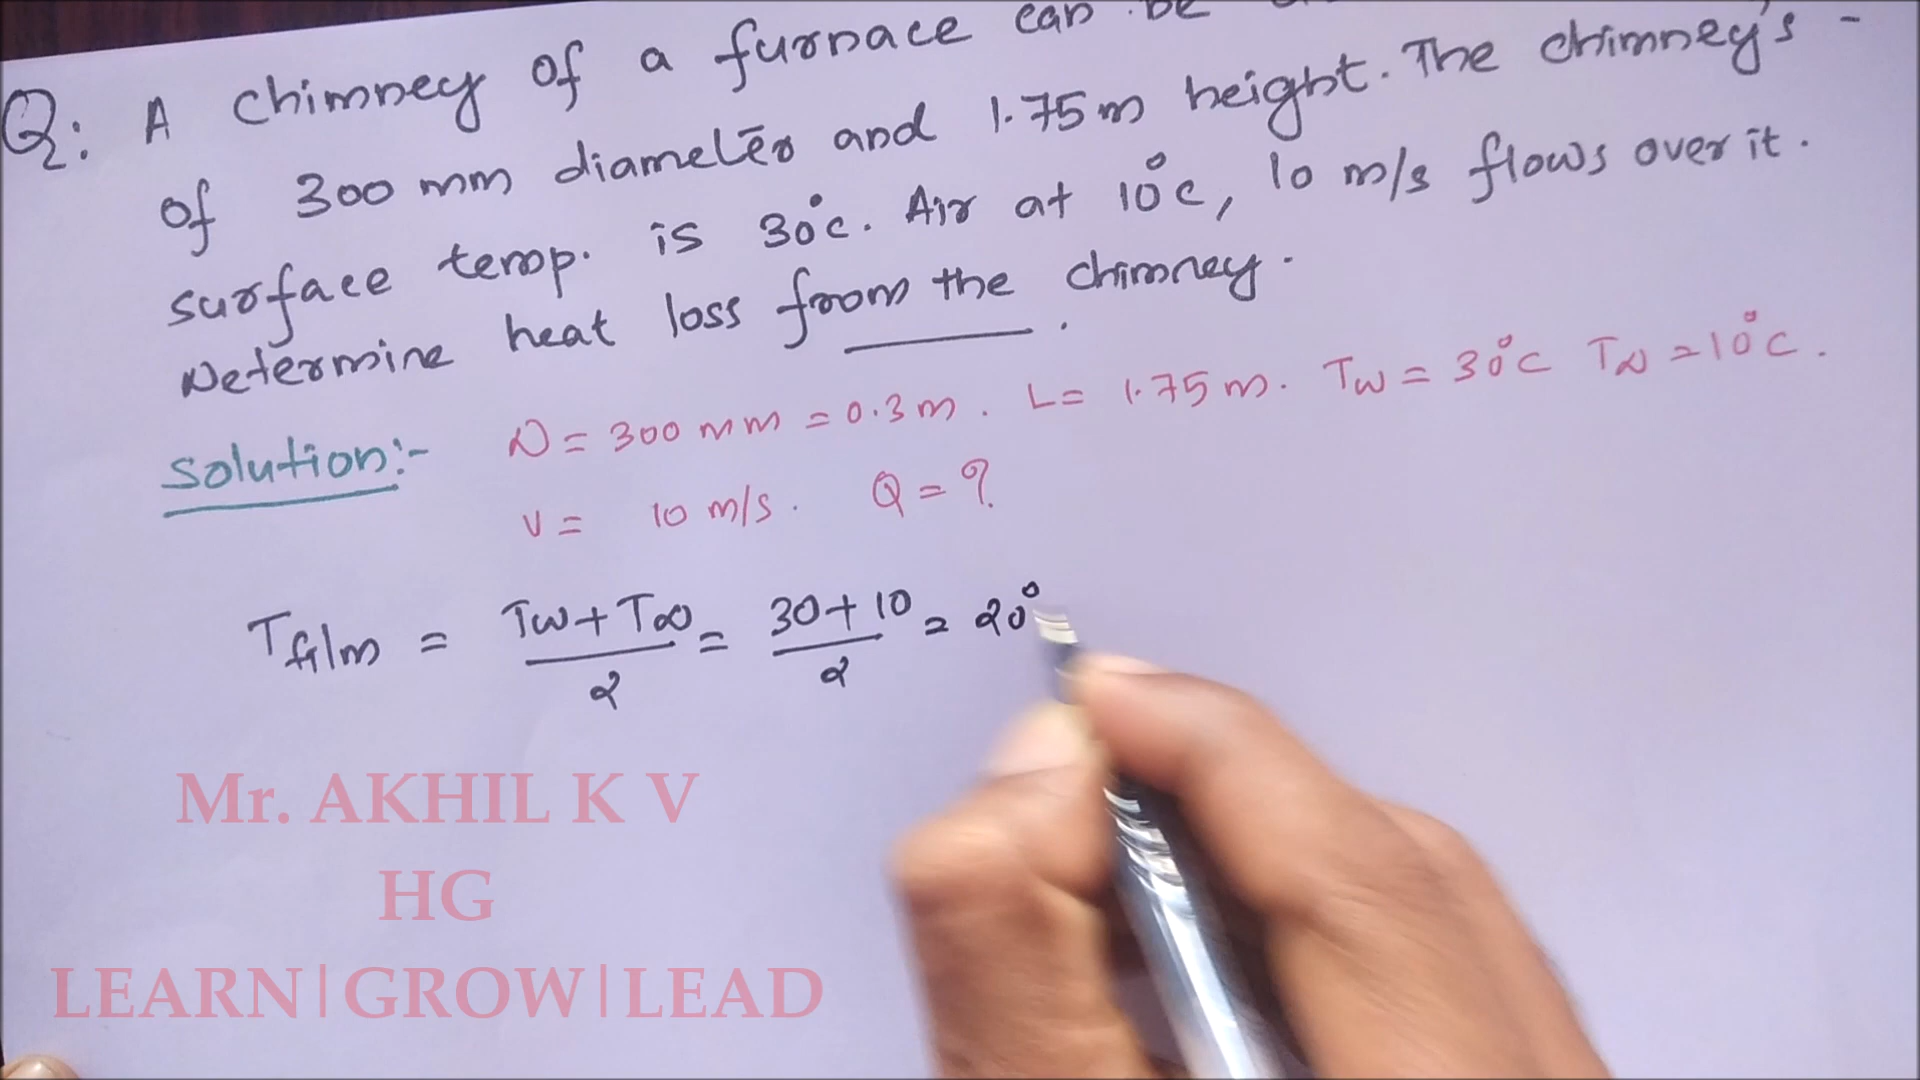 Q: A chimney of a furnace can be
of 300 mm diameter and 1.75 m height. The chimney's -
surface temp. is 30°c. Air at 10°c, 10 m/s flows over it.
Determine heat loss from the chimney.
Solution:- D = 300 mm = 0.3 m. L = 1.75 m. Tw = 30°C T∞ = 10°C.
V = 10 m/s. Q = ?
Tfilm = Tw + T∞ / 2 = 30 + 10 / 2 = 20°
Mr. AKHIL K V
HG
LEARN|GROW|LEAD